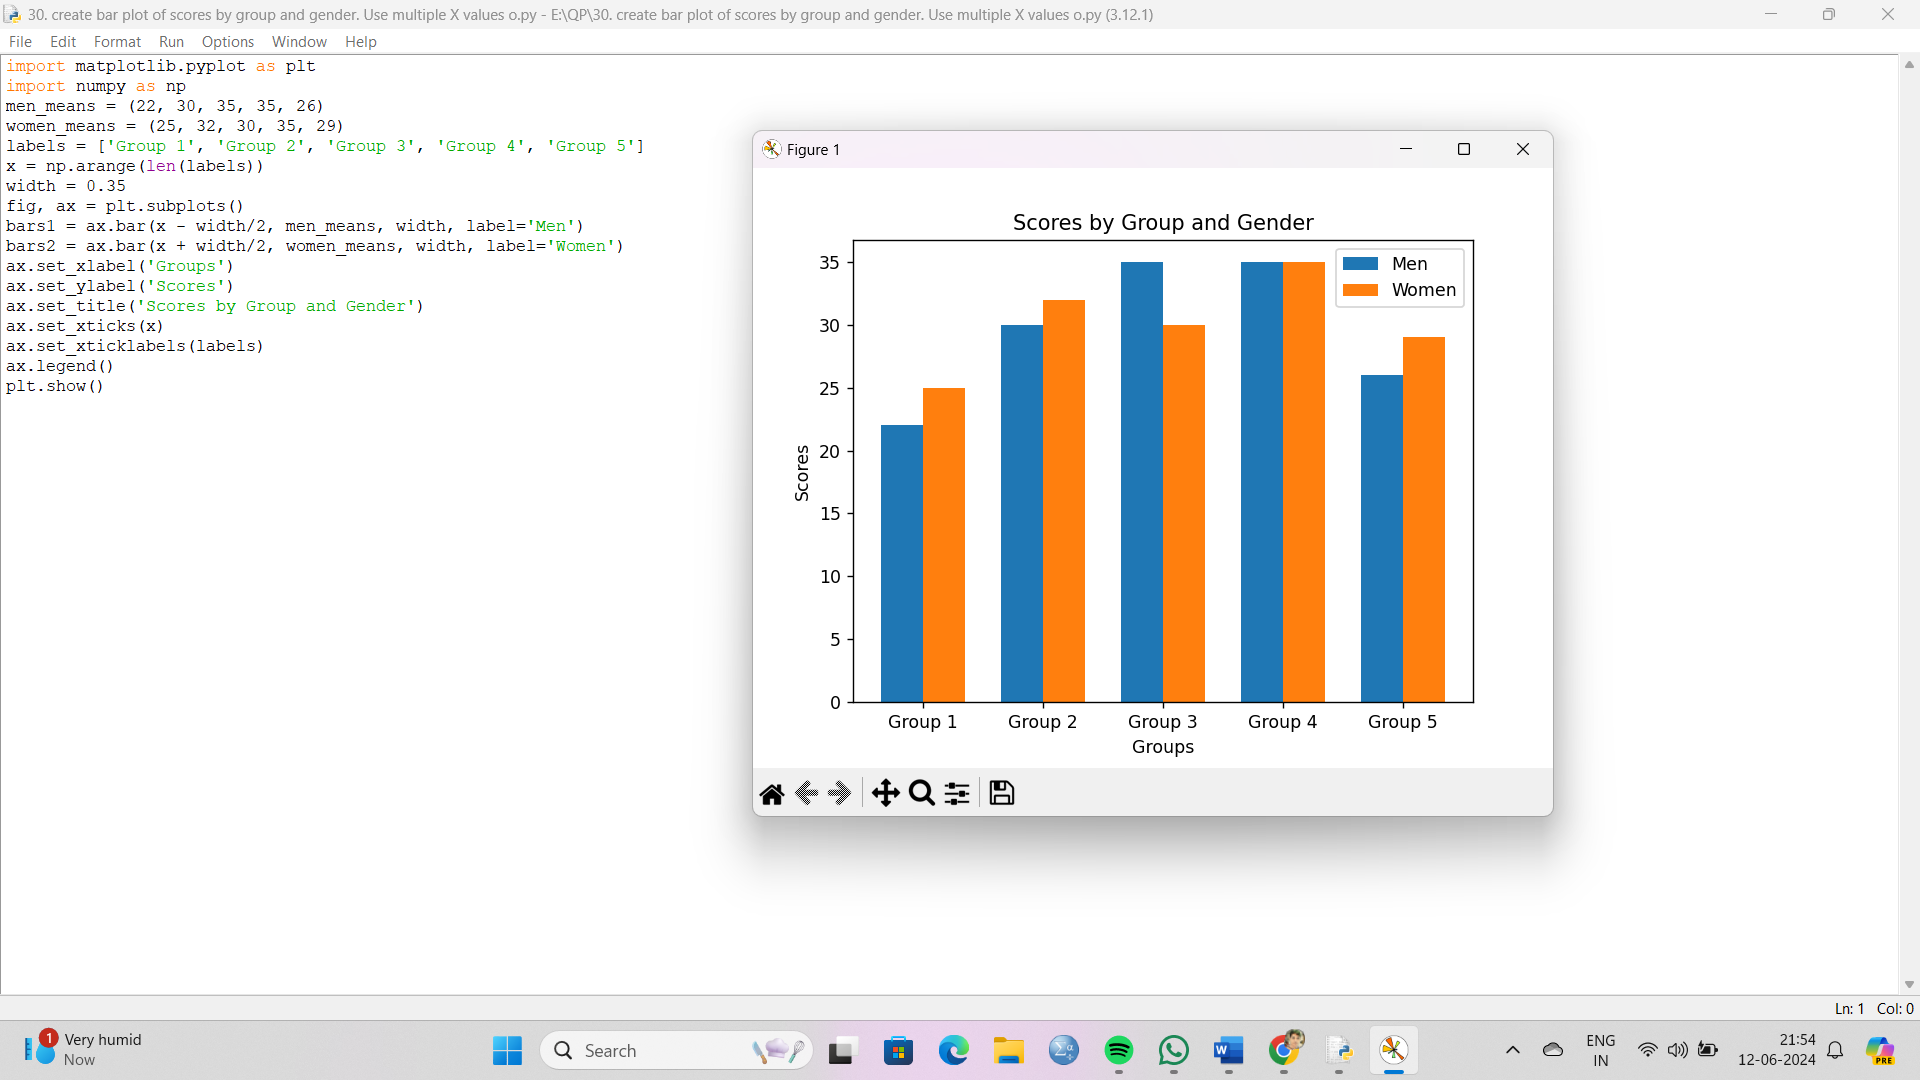 30. create bar plot of scores by group and gender. Use multiple X values o.py - E:\QP\30. create bar plot of scores by group and gender. Use multiple X values o.py (3.12.1)
File Edit Format Run Options Window Help
import matplotlib.pyplot as plt
import numpy as np
men_means = (22, 30, 35, 35, 26)
women_means = (25, 32, 30, 35, 29)
labels = ['Group 1', 'Group 2', 'Group 3', 'Group 4', 'Group 5']
x = np.arange(len(labels))
width = 0.35
fig, ax = plt.subplots()
bars1 = ax.bar(x - width/2, men_means, width, label='Men')
bars2 = ax.bar(x + width/2, women_means, width, label='Women')
ax.set_xlabel('Groups')
ax.set_ylabel('Scores')
ax.set_title('Scores by Group and Gender')
ax.set_xticks(x)
ax.set_xticklabels(labels)
ax.legend()
plt.show()
Figure 1
Scores by Group and Gender
Men
Women
35
30
25
20
15
10
5
0
Scores
Group 1 Group 2 Group 3 Group 4 Group 5
Groups
Ln: 1 Col: 0
1
Very humid
Now
Search
W
Σα
ENG
IN
21:54
12-06-2024
PRE